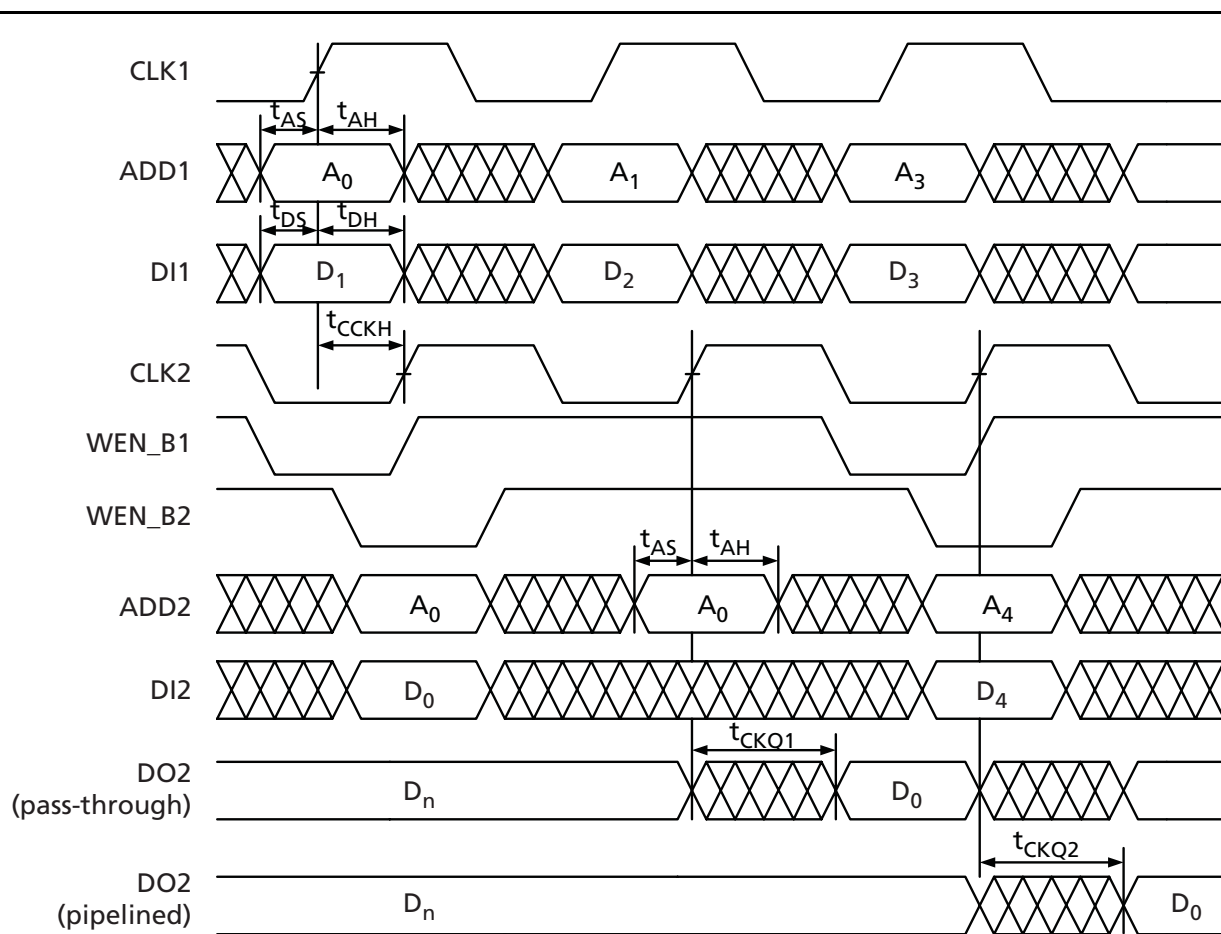 CLK1
tAS tAH
ADD1 A0 A1 A3
tDS tDH
DI1 D1 D2 D3
tCCKH
CLK2
WEN_B1
WEN_B2
tAS tAH
ADD2 A0 A0 A4
DI2 D0 D4
tCKQ1
DO2
(pass-through) Dn D0
tCKQ2
DO2
(pipelined) Dn D0